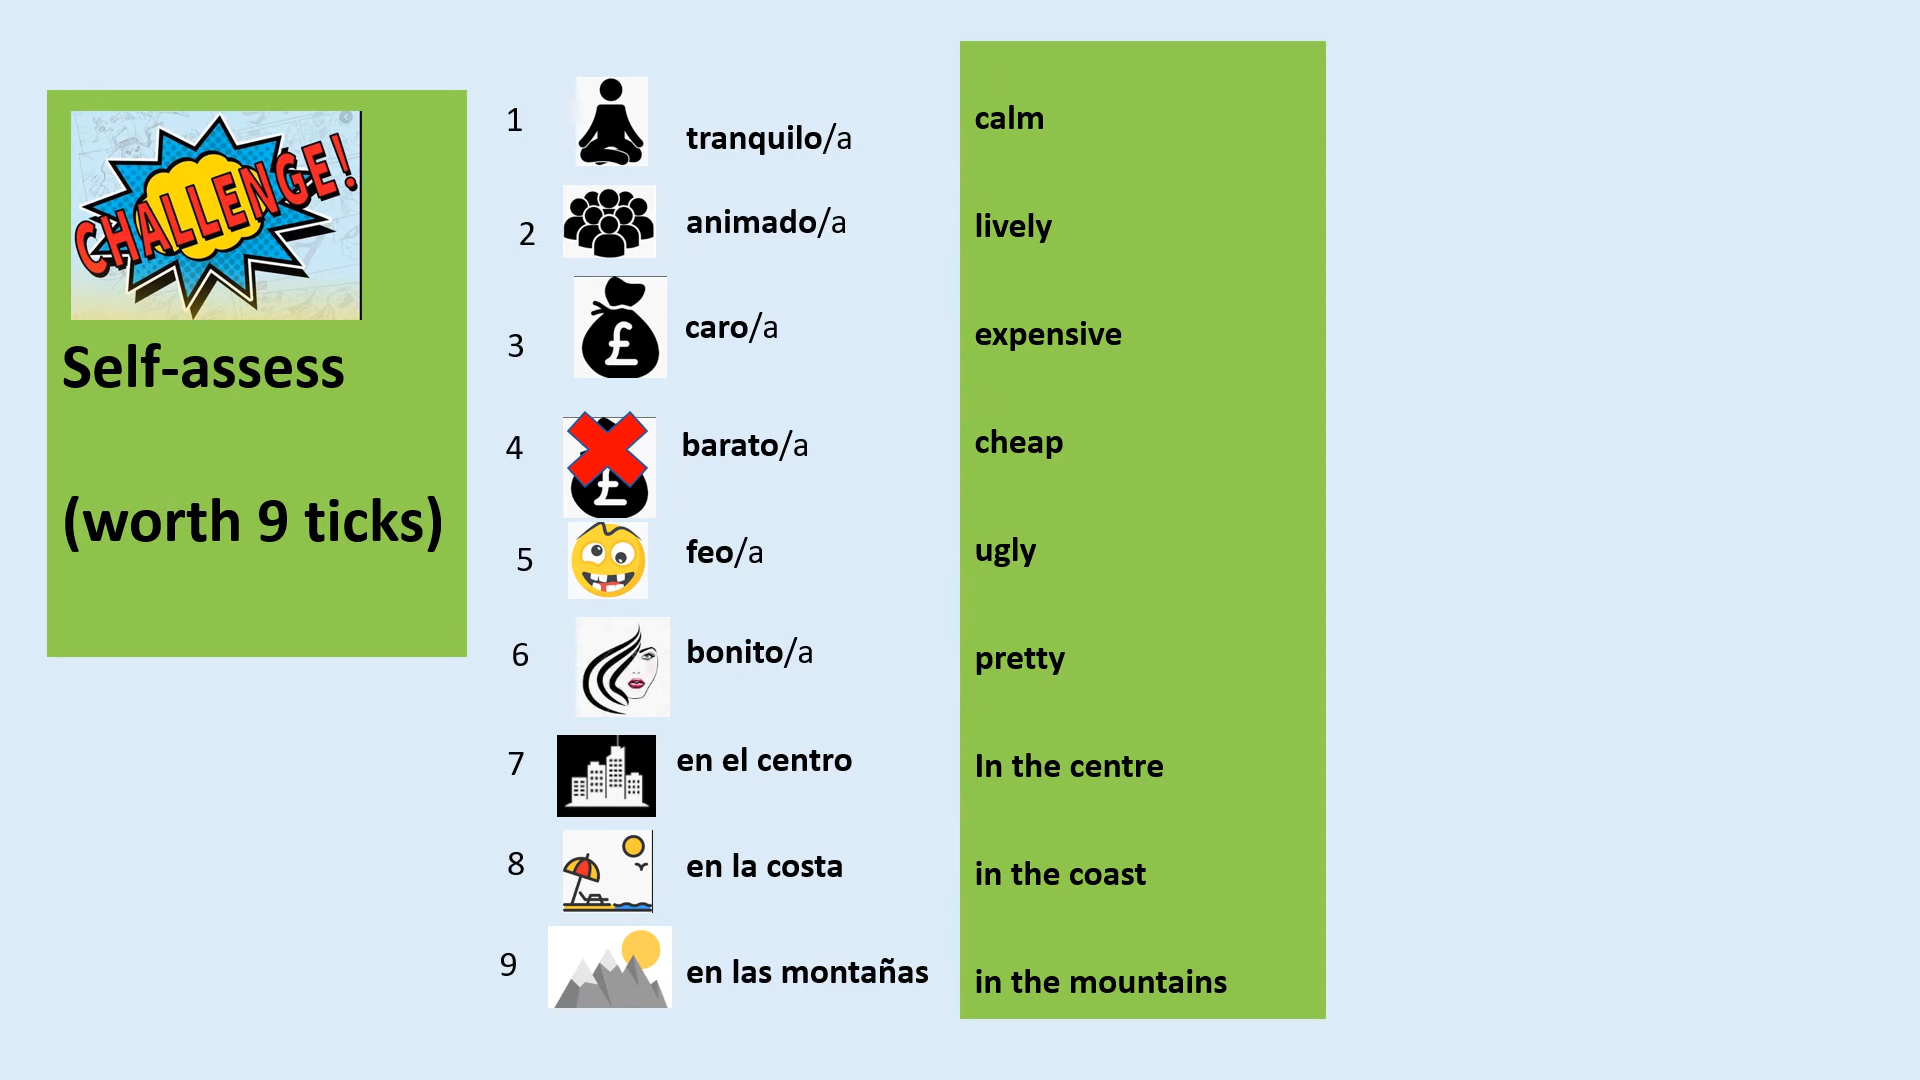 CHALLENGE!
Self-assess
(worth 9 ticks)
1 tranquilo/a calm
2 animado/a lively
3 £ caro/a expensive
4 £ barato/a cheap
5 feo/a ugly
6 bonito/a pretty
7 en el centro In the centre
8 en la costa in the coast
9 en las montañas in the mountains